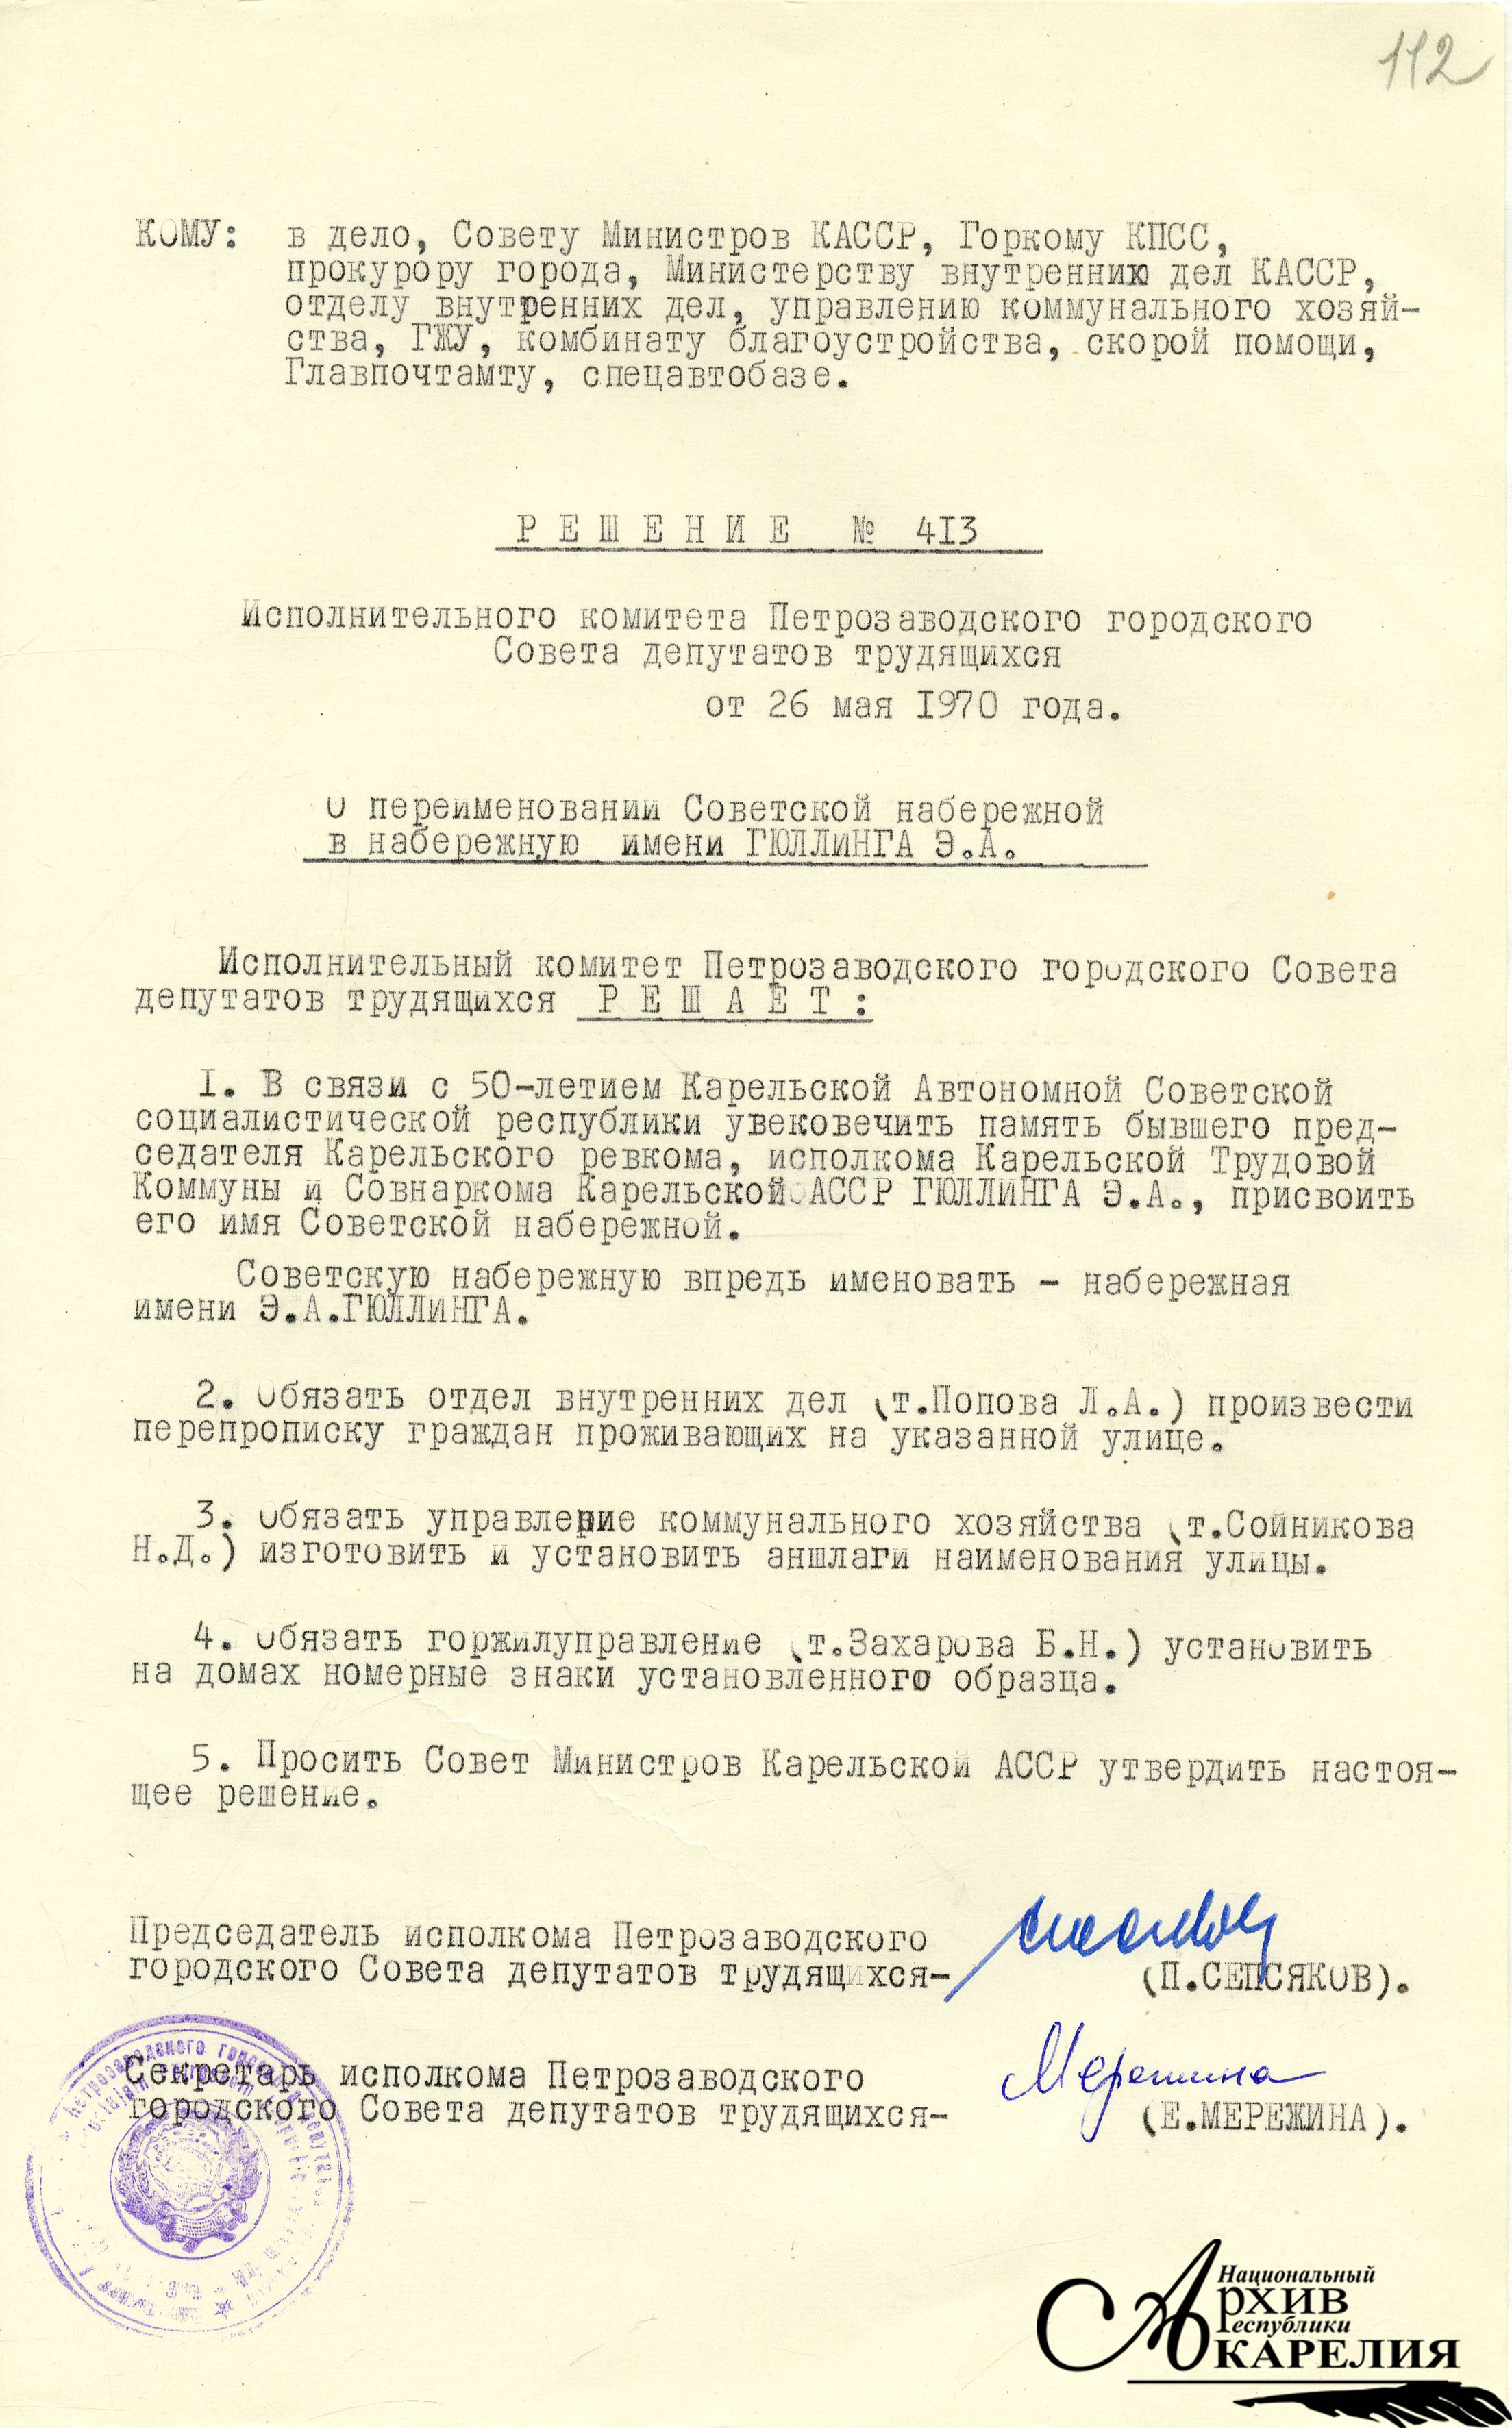 112
КОМУ: в дело, Совету Министров КАССР, Горкому КПСС,
прокурору города, Министерству внутренних дел КАССР,
отделу внутренних дел, управлению коммунального хозяй-
ства, ГЖУ, комбинату благоустройства, скорой помощи,
Главпочтамту, спецавтобазе.
Р Е Ш Е Н И Е № 4I3
Исполнительного комитета Петрозаводского городского
Совета депутатов трудящихся
от 26 мая I970 года.
О переименовании Советской набережной
в набережную имени ГЮЛЛИНГА Э.А.
Исполнительный комитет Петрозаводского городского Совета
депутатов трудящихся Р Е Ш А Е Т :
I. В связи с 50-летием Карельской Автономной Советской
социалистической республики увековечить память бывшего пред-
седателя Карельского ревкома, исполкома Карельской Трудовой
Коммуны и Совнаркома Карельской АССР ГЮЛЛИНГА Э.А., присвоить
его имя Советской набережной.
Советскую набережную впредь именовать - набережная
имени Э.А.ГЮЛЛИНГА.
2. Обязать отдел внутренних дел (т.Попова Л.А.) произвести
перепрописку граждан проживающих на указанной улице.
3. Обязать управление коммунального хозяйства (т.Сойникова
Н.Д.) изготовить и установить аншлаги наименования улицы.
4. Обязать горжилуправление (т.Захарова Б.Н.) установить
на домах номерные знаки установленного образца.
5. Просить Совет Министров Карельской АССР утвердить настоя-
щее решение.
Председатель исполкома Петрозаводского
городского Совета депутатов трудящихся- (П.СЕПСЯКОВ).
Секретарь исполкома Петрозаводского Мережина
городского Совета депутатов трудящихся- (Е.МЕРЕЖИНА).
Петрозаводского
Национальный
Архив
Республики
КАРЕЛИЯ